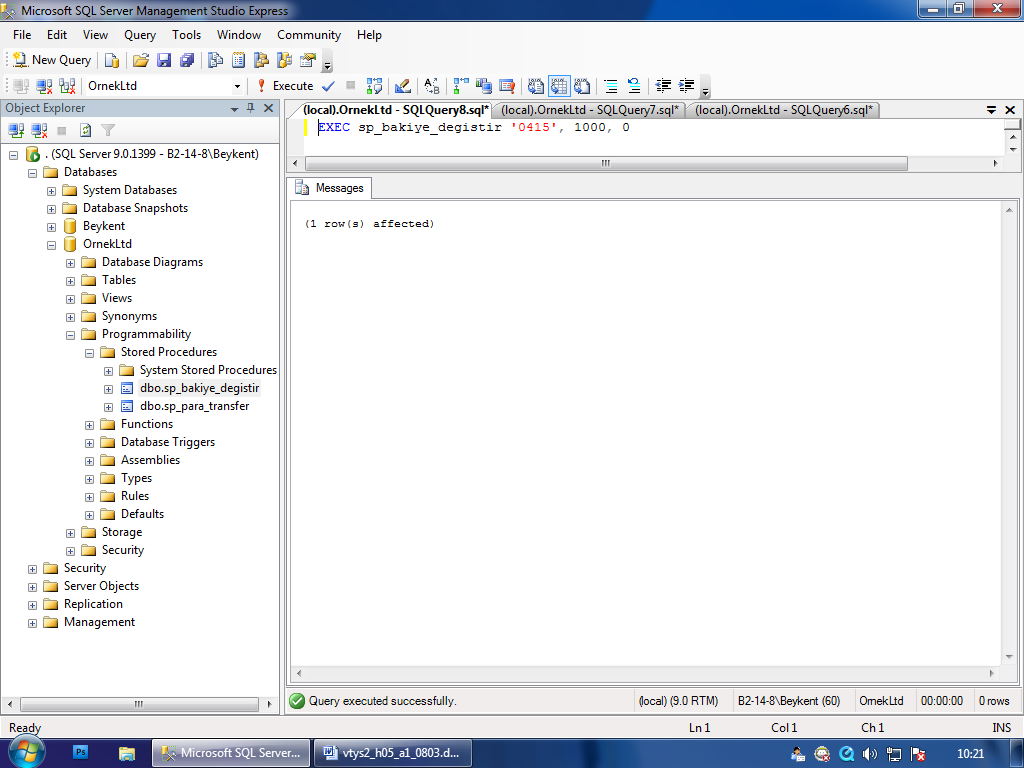 Microsoft SQL Server Management Studio Express
File Edit View Query Tools Window Community Help
New Query
OrnekLtd Execute
Object Explorer
(local).OrnekLtd - SQLQuery8.sql* (local).OrnekLtd - SQLQuery7.sql* (local).OrnekLtd - SQLQuery6.sql*
EXEC sp_bakiye_degistir '0415', 1000, 0
. (SQL Server 9.0.1399 - B2-14-8\Beykent)
Databases
System Databases
Database Snapshots
Beykent
OrnekLtd
Database Diagrams
Tables
Views
Synonyms
Programmability
Stored Procedures
System Stored Procedures
dbo.sp_bakiye_degistir
dbo.sp_para_transfer
Functions
Database Triggers
Assemblies
Types
Rules
Defaults
Storage
Security
Security
Server Objects
Replication
Management
Messages
(1 row(s) affected)
Query executed successfully. (local) (9.0 RTM) B2-14-8\Beykent (60) OrnekLtd 00:00:00 0 rows
Ready Ln 1 Col 1 Ch 1 INS
Ps Microsoft SQL Server... vtys2_h05_a1_0803.d... 10:21